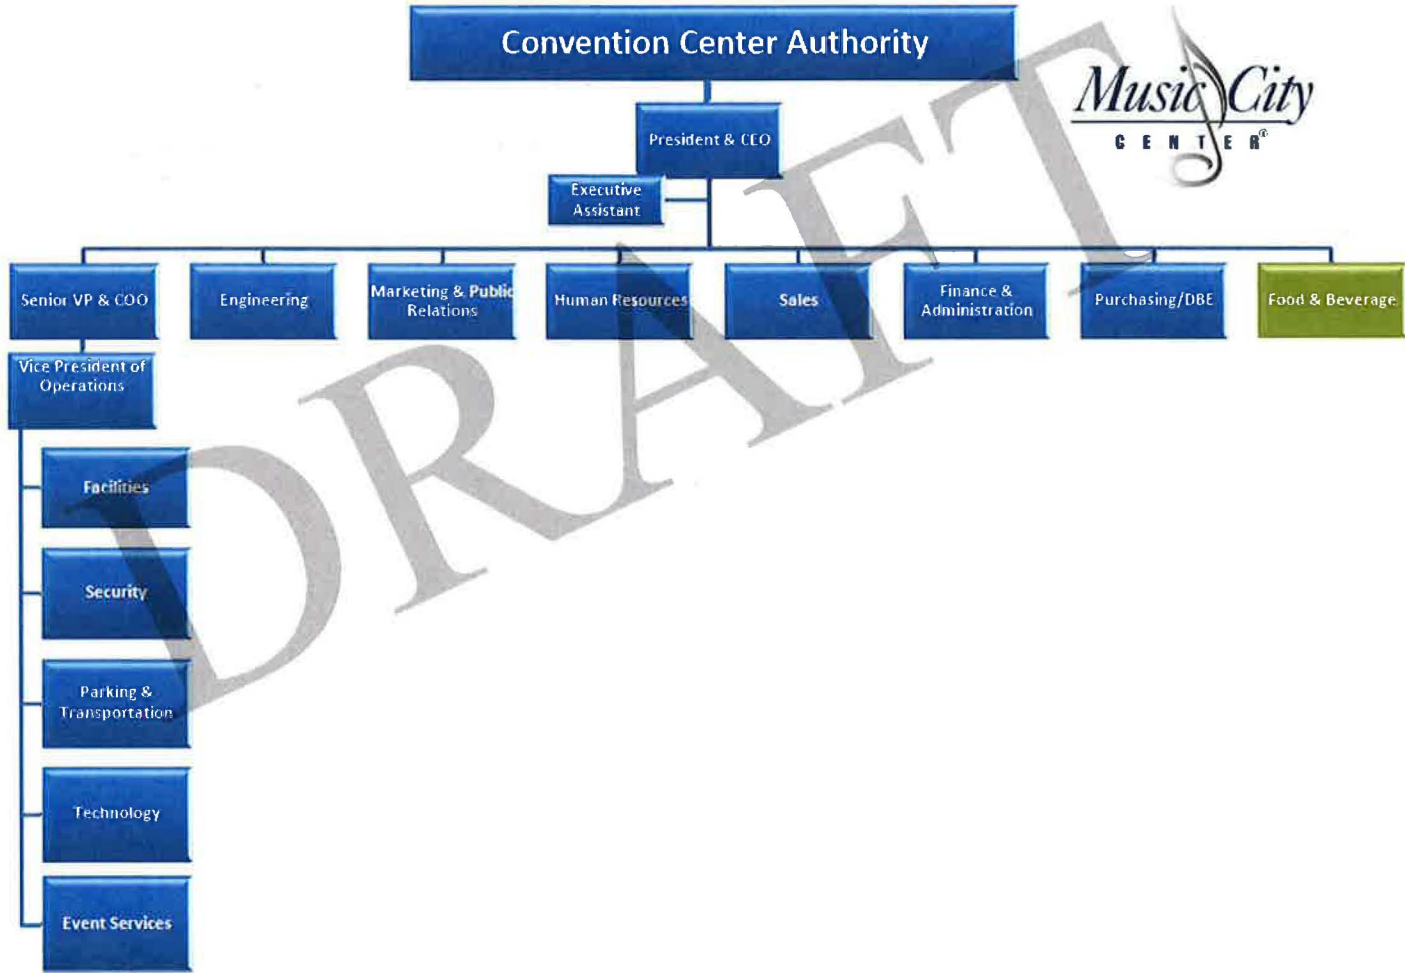 Convention Center Authority
Music City
CENTER®
President & CEO
Executive
Assistant
Senior VP & COO
Engineering
Marketing & Public
Relations
Human Resources
Sales
Finance &
Administration
Purchasing/DBE
Food & Beverage
Vice President of
Operations
Facilities
Security
Parking &
Transportation
Technology
Event Services
DRAFT